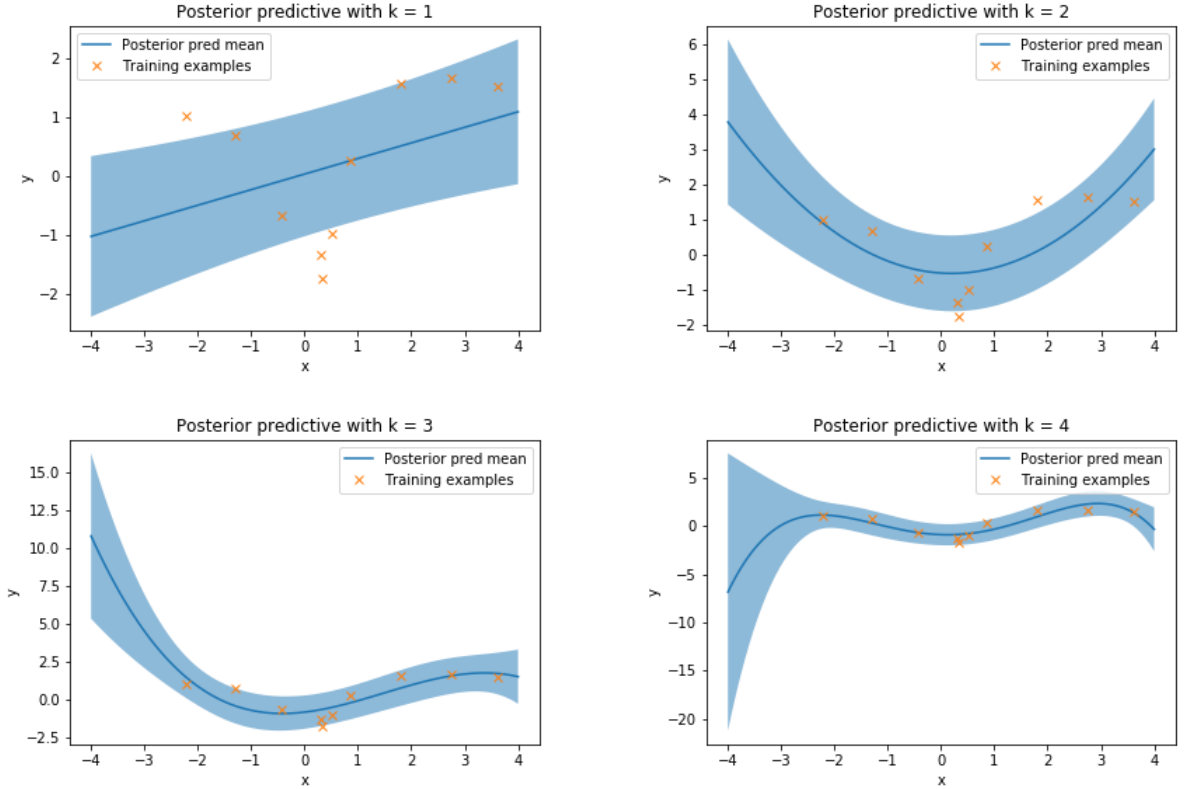 Posterior predictive with k = 1
Posterior pred mean
Training examples
2
1
0
−1
−2
y
−4 −3 −2 −1 0 1 2 3 4
x
Posterior predictive with k = 2
Posterior pred mean
Training examples
6
5
4
3
2
1
0
−1
−2
y
−4 −3 −2 −1 0 1 2 3 4
x
Posterior predictive with k = 3
Posterior pred mean
Training examples
15.0
12.5
10.0
7.5
5.0
2.5
0.0
−2.5
y
−4 −3 −2 −1 0 1 2 3 4
x
Posterior predictive with k = 4
Posterior pred mean
Training examples
5
0
−5
−10
−15
−20
y
−4 −3 −2 −1 0 1 2 3 4
x